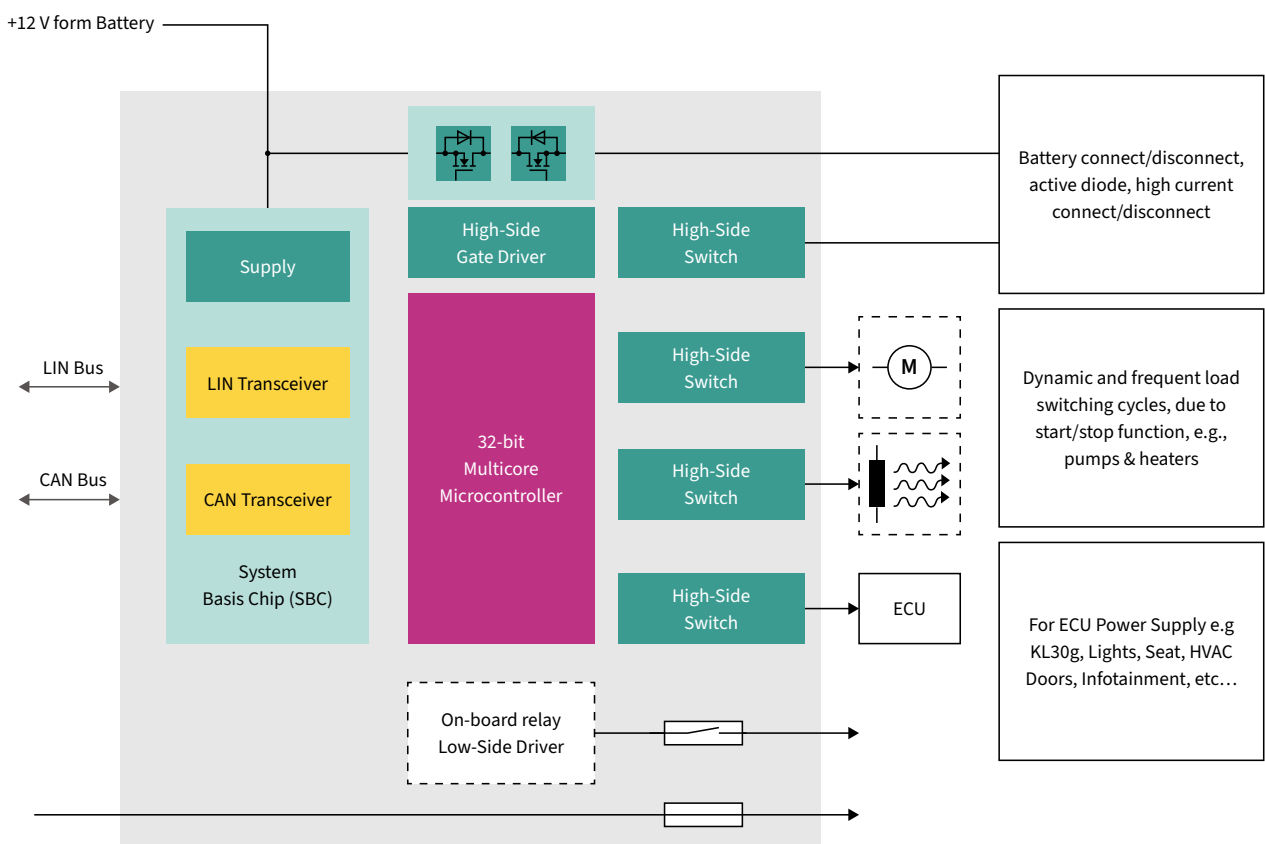 +12 V form Battery
High-Side
Gate Driver
High-Side
Switch
Battery connect/disconnect,
active diode, high current
connect/disconnect
Supply
LIN Bus
LIN Transceiver
CAN Bus
CAN Transceiver
System
Basis Chip (SBC)
32-bit
Multicore
Microcontroller
High-Side
Switch
M
High-Side
Switch
Dynamic and frequent load
switching cycles, due to
start/stop function, e.g.,
pumps & heaters
High-Side
Switch
ECU
For ECU Power Supply e.g
KL30g, Lights, Seat, HVAC
Doors, Infotainment, etc…
On-board relay
Low-Side Driver